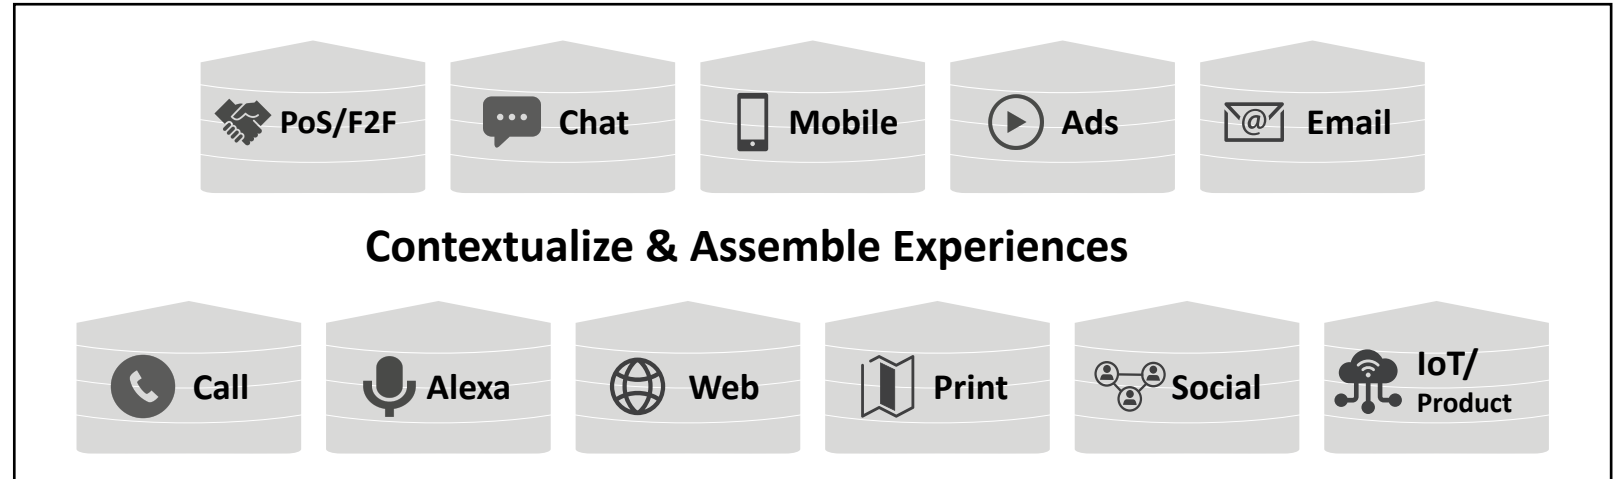 PoS/F2F
Chat
Mobile
Ads
@
Email
Contextualize & Assemble Experiences
Call
Alexa
Web
Print
Social
IoT/
Product